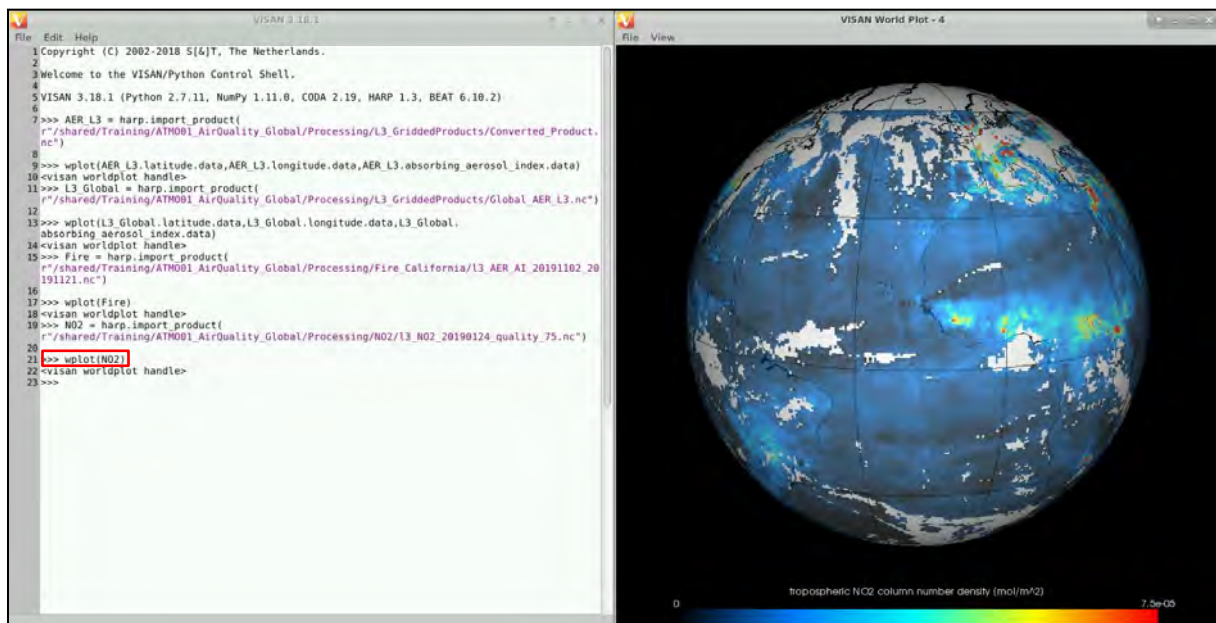 VISAN 3.18.1
File Edit Help
1 Copyright (C) 2002-2018 S[&]T, The Netherlands.
2
3 Welcome to the VISAN/Python Control Shell.
4
5 VISAN 3.18.1 (Python 2.7.11, NumPy 1.11.0, CODA 2.19, HARP 1.3, BEAT 6.10.2)
6
7 >>> AER_L3 = harp.import_product(
r"/shared/Training/ATMO01_AirQuality_Global/Processing/L3_GriddedProducts/Converted_Product.
nc")
8
9 >>> wplot(AER_L3.latitude.data,AER_L3.longitude.data,AER_L3.absorbing_aerosol_index.data)
10 <visan worldplot handle>
11 >>> L3_Global = harp.import_product(
r"/shared/Training/ATMO01_AirQuality_Global/Processing/L3_GriddedProducts/Global_AER_L3.nc")
12
13 >>> wplot(L3_Global.latitude.data,L3_Global.longitude.data,L3_Global.
absorbing_aerosol_index.data)
14 <visan worldplot handle>
15 >>> Fire = harp.import_product(
r"/shared/Training/ATMO01_AirQuality_Global/Processing/Fire_California/l3_AER_AI_20191102_20
191121.nc")
16
17 >>> wplot(Fire)
18 <visan worldplot handle>
19 >>> NO2 = harp.import_product(
r"/shared/Training/ATMO01_AirQuality_Global/Processing/NO2/l3_NO2_20190124_quality_75.nc")
20
21 >>> wplot(NO2)
22 <visan worldplot handle>
23 >>>
VISAN World Plot - 4
File View
tropospheric NO2 column number density (mol/m^2)
0 7.5e-05